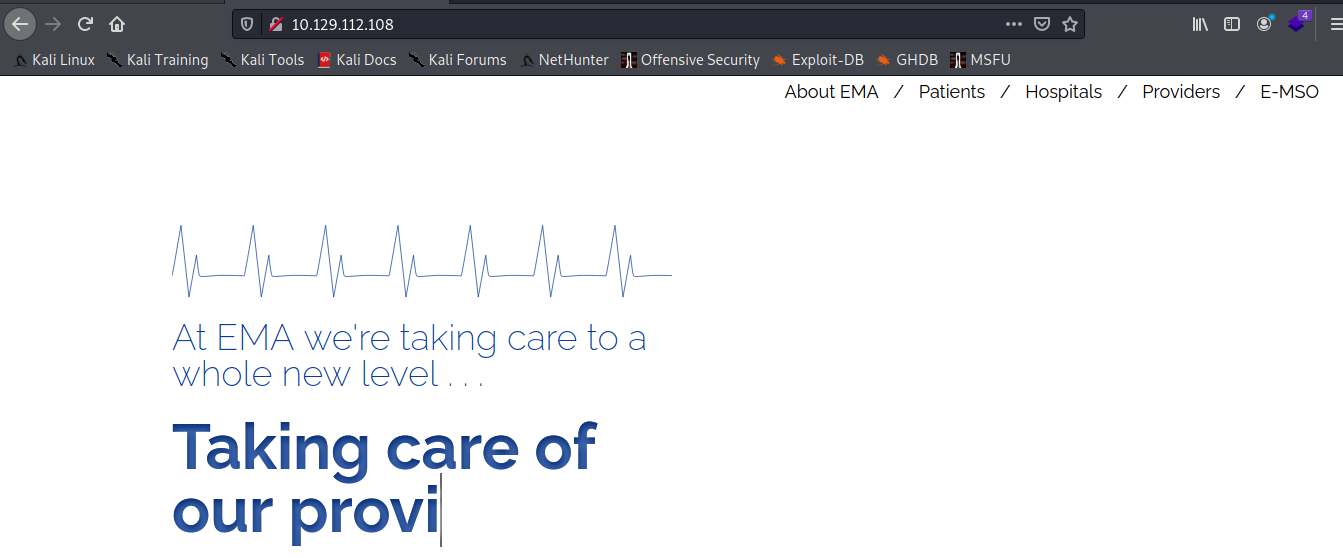 10.129.112.108
4
Kali Linux Kali Training Kali Tools Kali Docs Kali Forums NetHunter Offensive Security Exploit-DB GHDB MSFU
About EMA / Patients / Hospitals / Providers / E-MSO
At EMA we're taking care to a
whole new level . . .
Taking care of
our provi